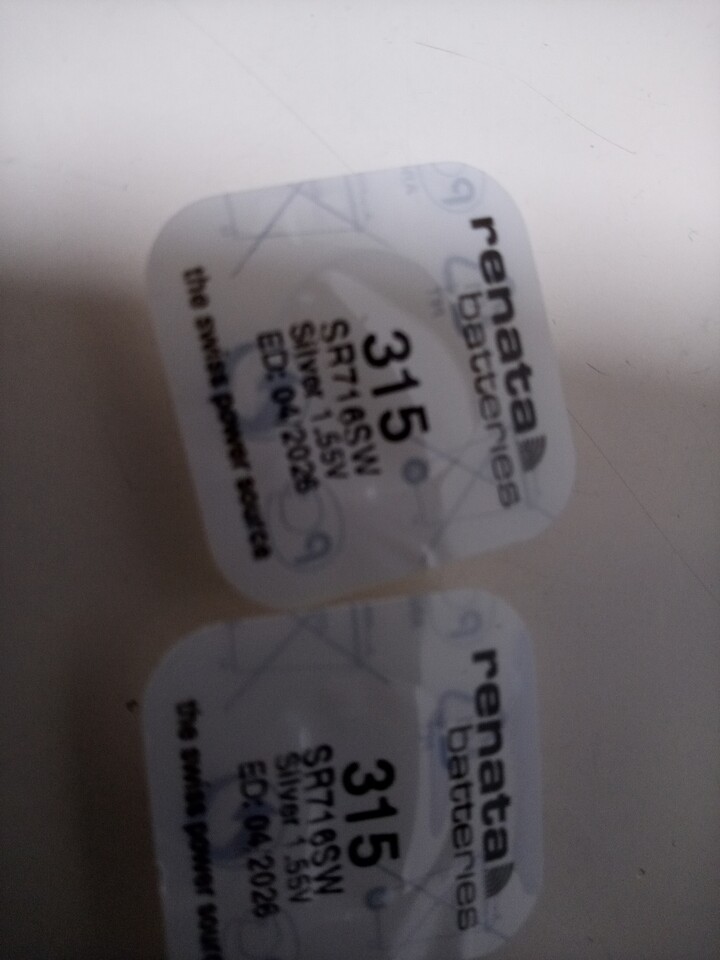 renata
batteries
315
SR716SW
Silver 1.55V
ED: 04/2026
the swiss power source
renata
batteries
315
SR716SW
Silver 1.55V
ED: 04/2026
the swiss power